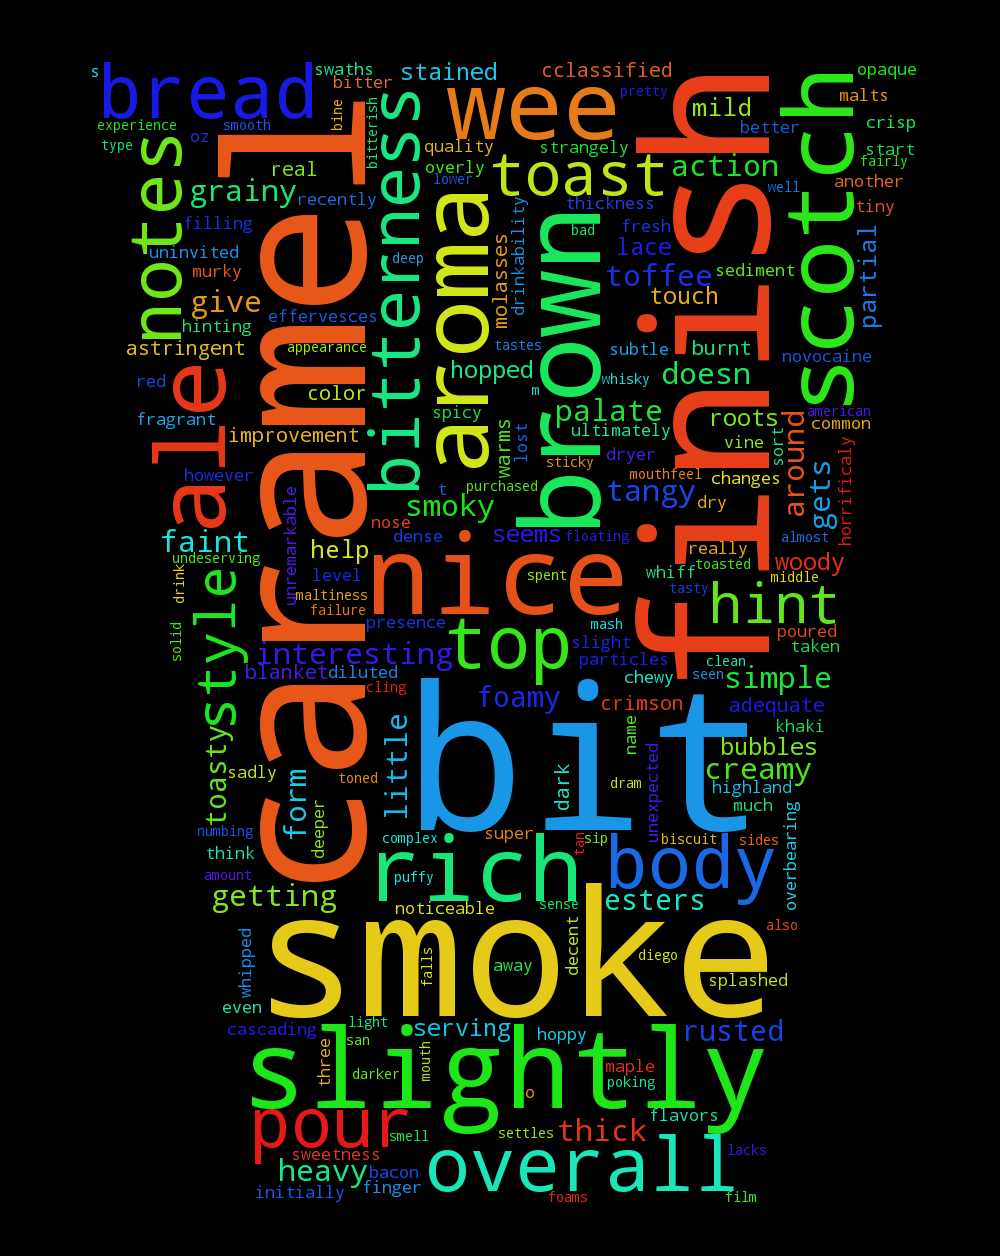 s
bread
swaths
bitter
stained
cclassified
wee
pretty
finish
mild
scotch
opaque
malts
experience
type
oz
smooth
bine
bitterish
quality
overly
strangely
better
crisp
start
fairly
notes
caramel
real
bitterness
lower
toast
action
well
another
tiny
grainy
recently
aroma
drinkability
thickness
brown
bad
fresh
lace
filling
uninvited
murky
deep
molasses
toffee
sediment
partial
give
effervesces
touch
hinting
astringent
appearance
tastes
subtle
burnt
novocaine
red
color
hopped
whisky
m
doesn
fragrant
improvement
spicy
palate
ultimately
roots
american
common
ale
warms
lost
vine
sort
around
however
sticky
dryer
mouthfeel
changes
gets
horrificaly
t
purchased
tangy
dry
smoky
unremarkable
nose
faint
help
dense
seems
floating
really
almost
undeserving
nice
toasted
woody
drink
level
spent
whiff
middle
style
maltiness
failure
tasty
hint
solid
presence
top
mash
slight
poured
taken
interesting
particles
clean
blanket
diluted
chewy
seen
simple
cling
foamy
crimson
adequate
bit
name
khaki
toasty
little
unexpected
bubbles
sadly
form
toned
dark
dram
creamy
highland
much
deeper
numbing
complex
super
sip
tan
biscuit
sides
overbearing
think
rich
body
amount
puffy
getting
noticeable
sense
esters
smoke
decent
also
whipped
falls
away
diego
splashed
even
cascading
light
serving
hoppy
rusted
slightly
three
san
mouth
darker
maple
poking
o
pour
flavors
smell
settles
thick
sweetness
overall
lacks
heavy
bacon
initially
finger
foams
film